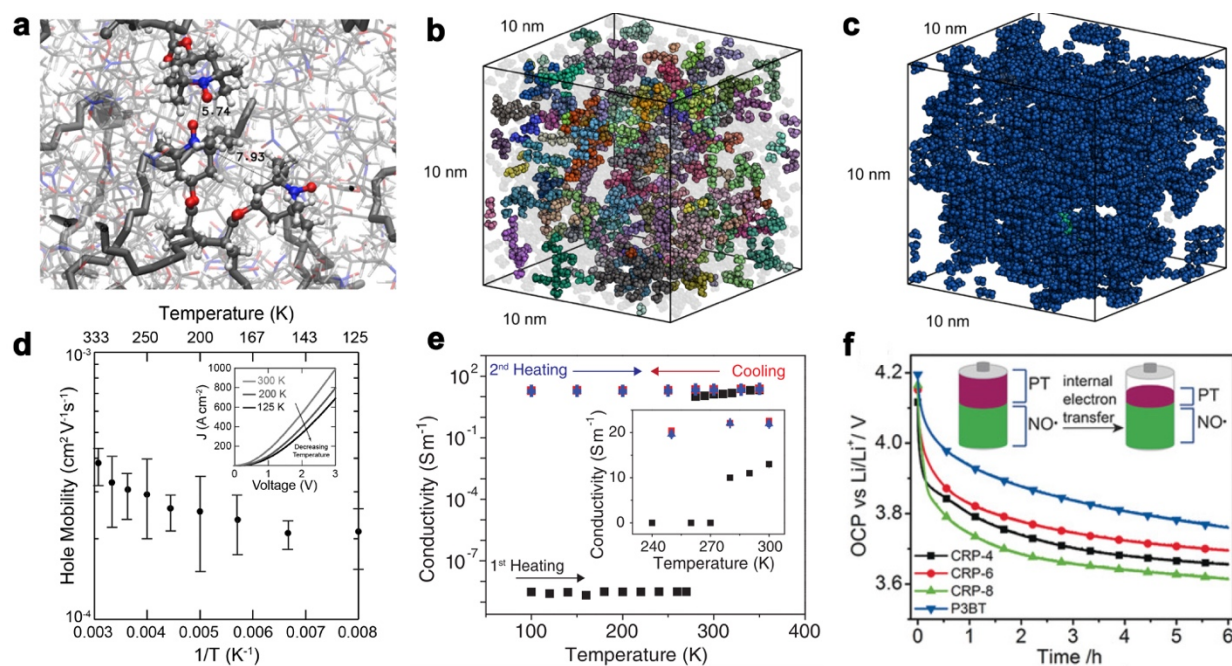 a
5.74
7.93
b
10 nm
10 nm
10 nm
c
10 nm
10 nm
10 nm
d
Temperature (K)
333 250 200 167 143 125
10⁻³
Hole Mobility (cm² V⁻¹s⁻¹)
10⁻⁴
0.003 0.004 0.005 0.006 0.007 0.008
1/T (K⁻¹)
1000
800
600
400
200
0
J (A cm⁻²)
300 K
200 K
125 K
Decreasing
Temperature
0 1 2 3
Voltage (V)
e
2ⁿᵈ Heating
Cooling
10²
10⁻¹
10⁻⁴
10⁻⁷
Conductivity (Sm⁻¹)
1st Heating
100 200 300 400
Temperature (K)
20
10
0
Conductivity (Sm⁻¹)
240 270 300
Temperature (K)
f
4.2
4.0
3.8
3.6
OCP vs Li/Li⁺/ V
PT
NO•
internal
electron
transfer
PT
NO•
CRP-4
CRP-6
CRP-8
P3BT
0 1 2 3 4 5 6
Time /h